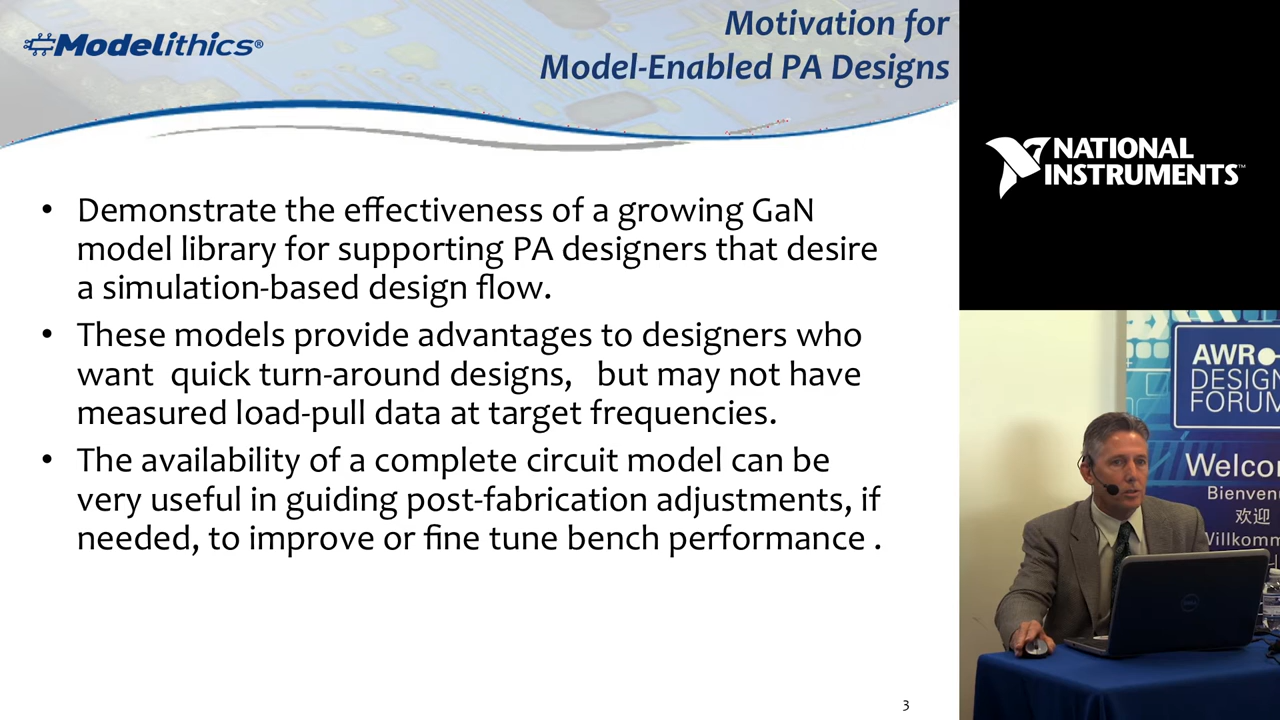 Modelithics®
Motivation for
Model-Enabled PA Designs
• Demonstrate the effectiveness of a growing GaN
model library for supporting PA designers that desire
a simulation-based design flow.
• These models provide advantages to designers who
want quick turn-around designs, but may not have
measured load-pull data at target frequencies.
• The availability of a complete circuit model can be
very useful in guiding post-fabrication adjustments, if
needed, to improve or fine tune bench performance .
3
NATIONAL
INSTRUMENTS™
AWR
DESIGN
FORUM
Welco
Bienven
欢迎
Willkomm
DELL